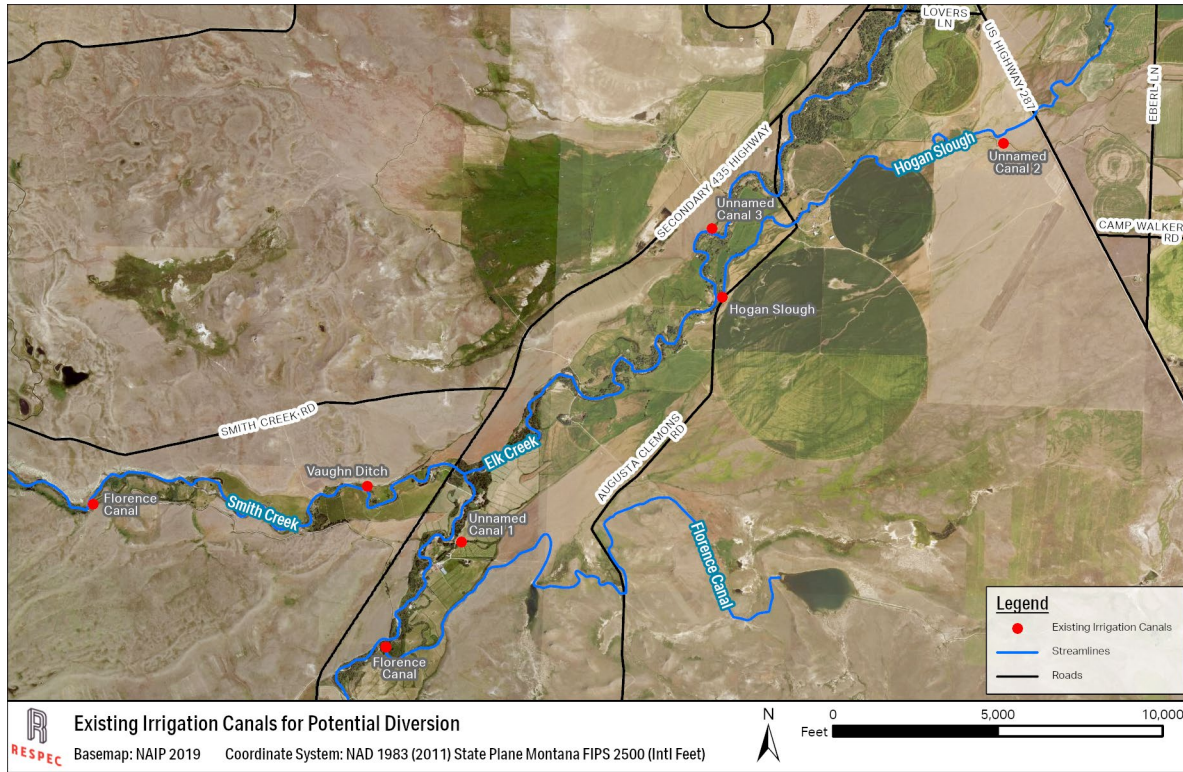 LOVERS
LN
US HIGHWAY 287
EBERL LN
SECONDARY 435 HIGHWAY
Hogan Slough
Unnamed
Canal 2
Unnamed
Canal 3
CAMP WALKER
RD
Hogan Slough
SMITH CREEK RD
AUGUSTA CLEMONS
RD
Elk Creek
Vaughn Ditch
Florence
Canal
Smith Creek
Unnamed
Canal 1
Florence Canal
Florence
Canal
Legend
Existing Irrigation Canals
Streamlines
Roads
RESPEC
Existing Irrigation Canals for Potential Diversion
Basemap: NAIP 2019 Coordinate System: NAD 1983 (2011) State Plane Montana FIPS 2500 (Intl Feet)
N
0 5,000 10,000
Feet